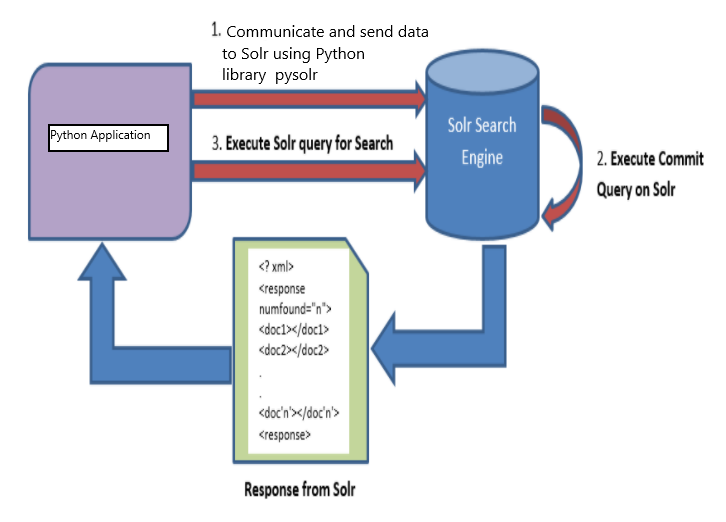 1. Communicate and send data
to Solr using Python
library pysolr
Python Application
3. Execute Solr query for Search
Solr Search
Engine
2. Execute Commit
Query on Solr
<? xml>
<response
numfound="n">
<doc1></doc1>
<doc2></doc2>
.
.
<doc'n'></doc'n'>
<response>
Response from Solr